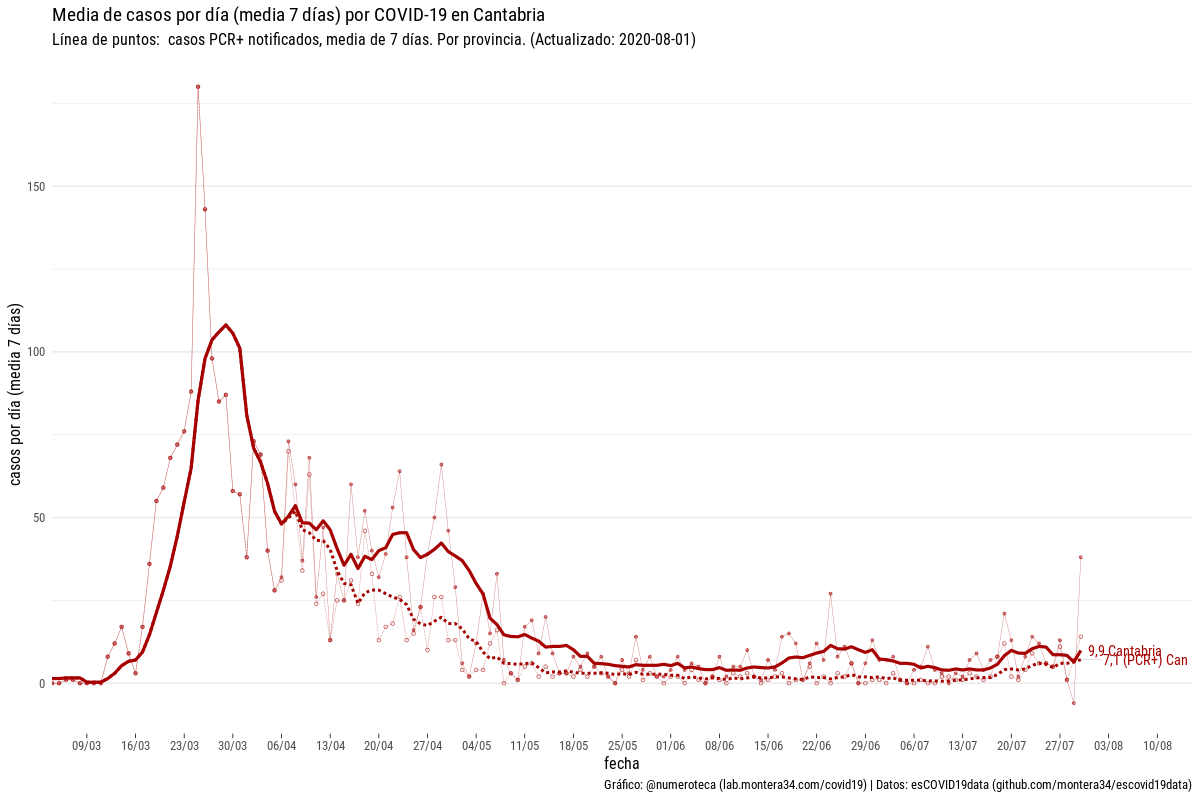 Media de casos por día (media 7 días) por COVID-19 en Cantabria
Línea de puntos:  casos PCR+ notificados, media de 7 días. Por provincia. (Actualizado: 2020-08-01)
casos por día (media 7 días)
150
100
50
0
9,9 Cantabria
7,1 (PCR+) Can
09/03 16/03 23/03 30/03 06/04 13/04 20/04 27/04 04/05 11/05 18/05 25/05 01/06 08/06 15/06 22/06 29/06 06/07 13/07 20/07 27/07 03/08 10/08
fecha
Gráfico: @numeroteca (lab.montera34.com/covid19) | Datos: esCOVID19data (github.com/montera34/escovid19data)